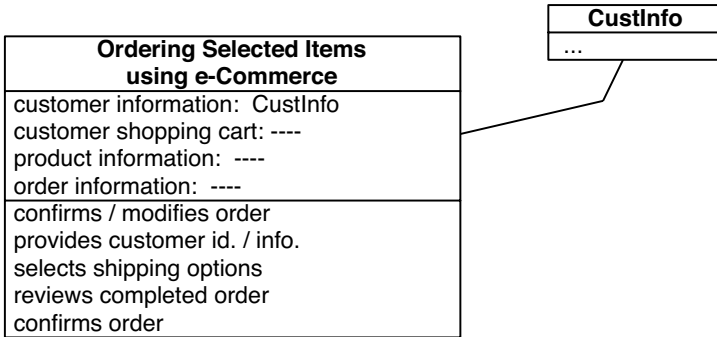 CustInfo
...
Ordering Selected Items
using e-Commerce
customer information:  CustInfo
customer shopping cart: ----
product information:  ----
order information:  ----
confirms / modifies order
provides customer id. / info.
selects shipping options
reviews completed order
confirms order